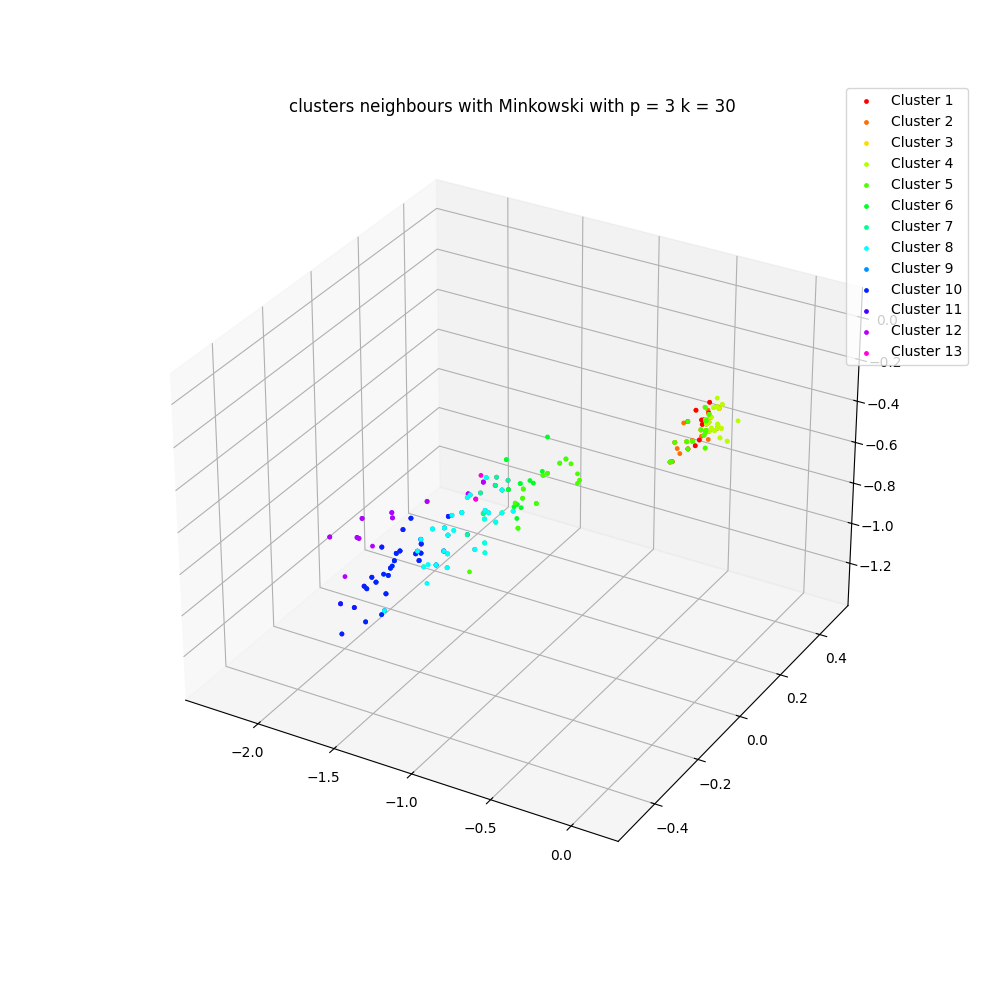 clusters neighbours with Minkowski with p = 3 k = 30
Cluster 1
Cluster 2
Cluster 3
Cluster 4
Cluster 5
Cluster 6
Cluster 7
Cluster 8
Cluster 9
Cluster 10
Cluster 11
Cluster 12
Cluster 13
0.0
−0.2
−0.4
−0.6
−0.8
−1.0
−1.2
0.4
0.2
0.0
−0.2
−0.4
−2.0
−1.5
−1.0
−0.5
0.0